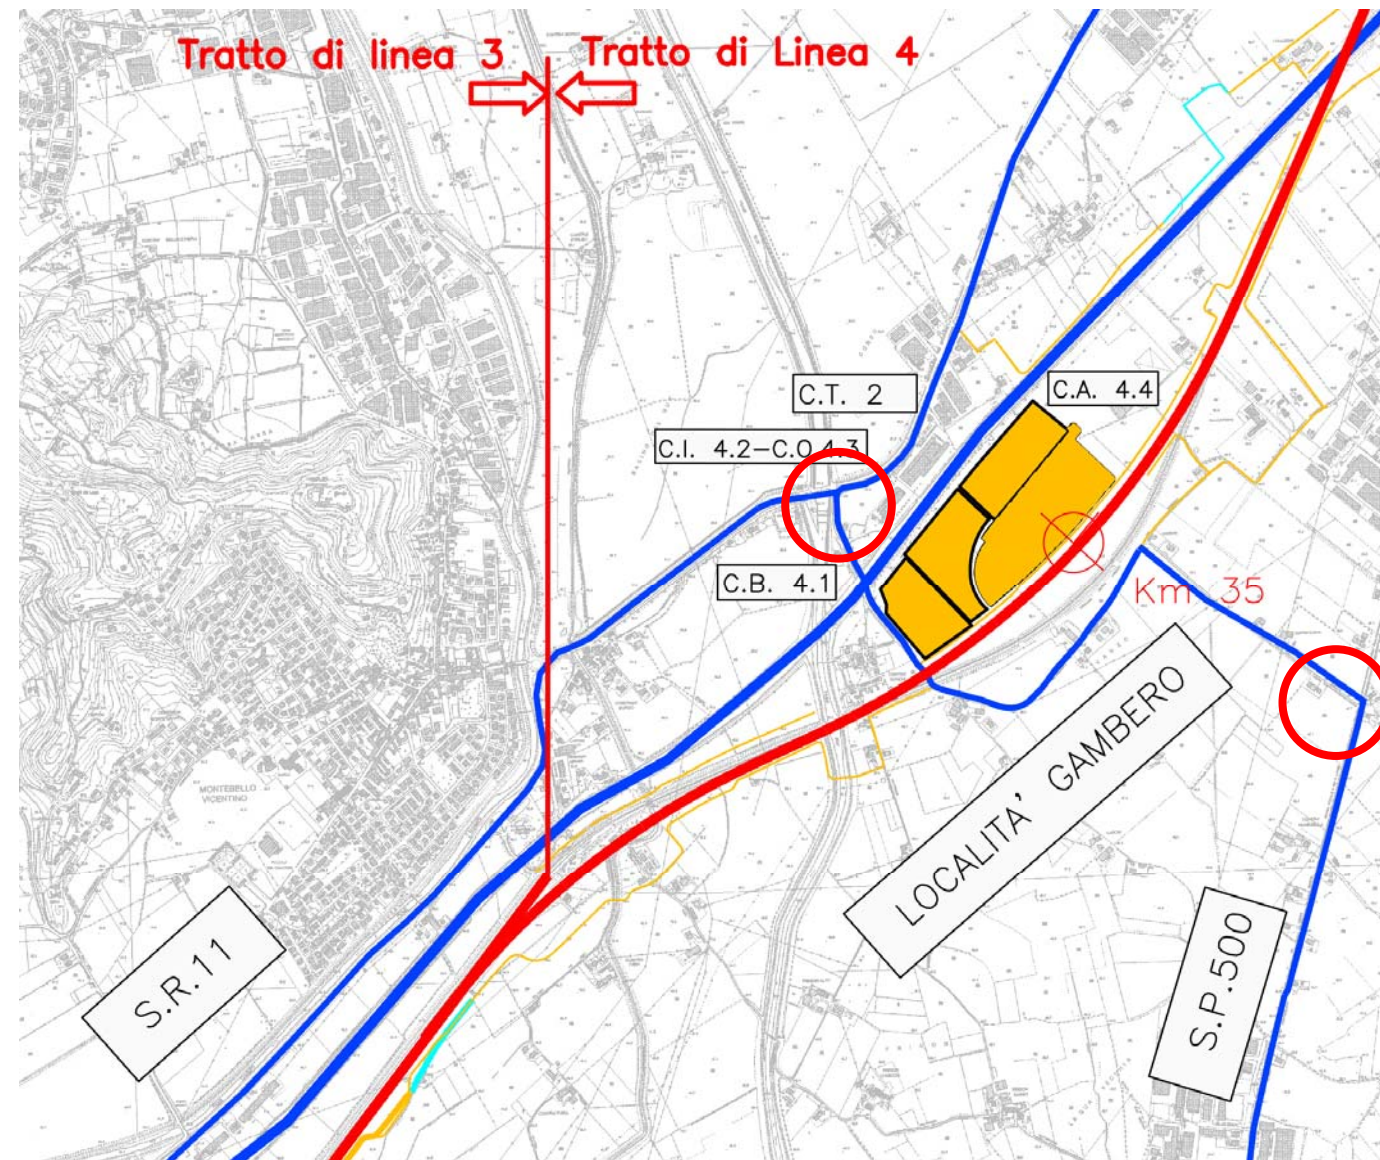 Tratto di linea 3
Tratto di Linea 4
C.T. 2
C.A. 4.4
C.I. 4.2-C.O 4.3
C.B. 4.1
Km 35
LOCALITA' GAMBERO
MONTEBELLO
VICENTINO
S.R.11
S.P.500